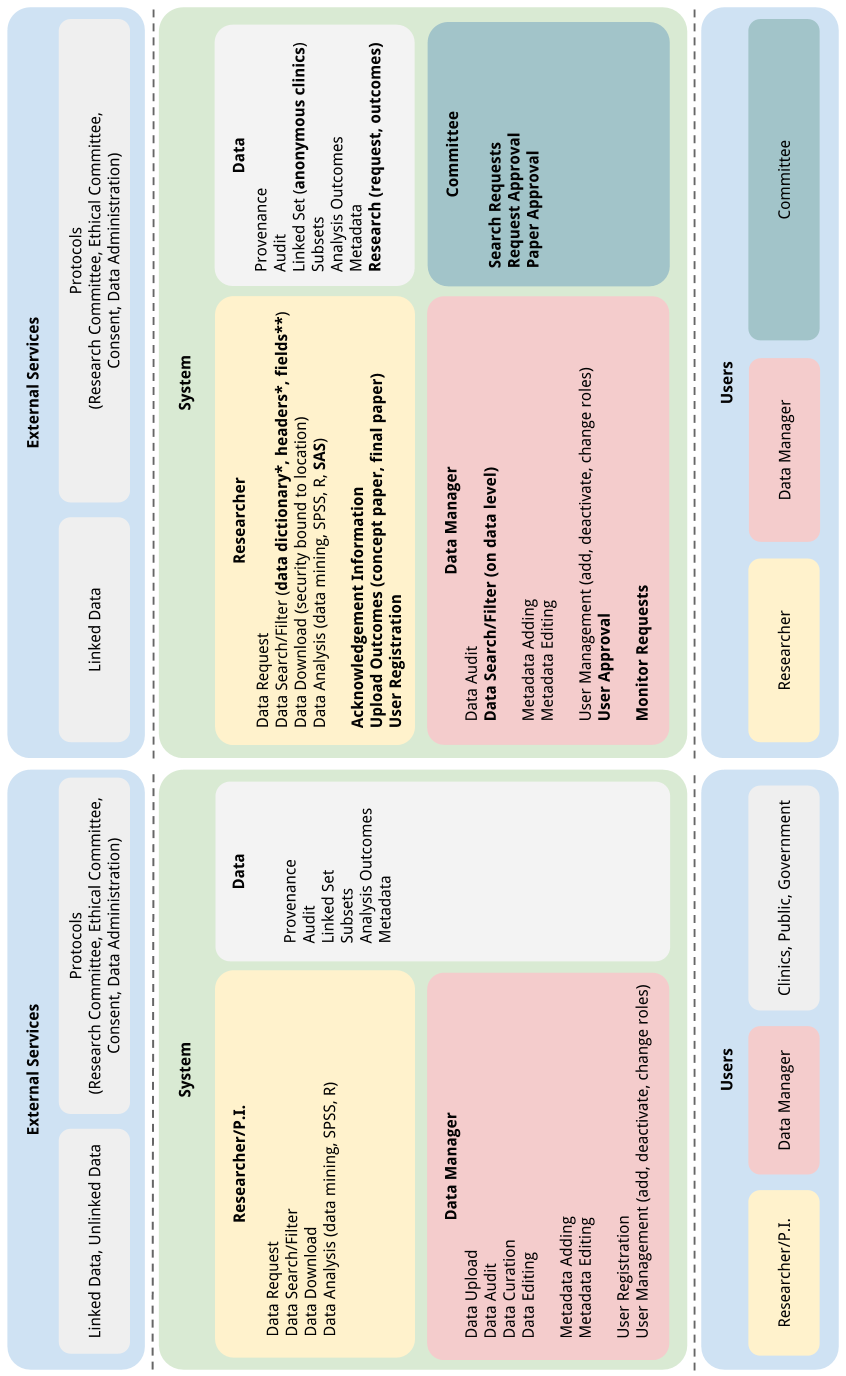 External Services
Linked Data, Unlinked Data
Protocols
(Research Committee, Ethical Committee,
Consent, Data Administration)
System
Researcher/P.I.
Data Request
Data Search/Filter
Data Download
Data Analysis (data mining, SPSS, R)
Data
Provenance
Audit
Linked Set
Subsets
Analysis Outcomes
Metadata
Data Manager
Data Upload
Data Audit
Data Curation
Data Editing
Metadata Adding
Metadata Editing
User Registration
User Management (add, deactivate, change roles)
Users
Researcher/P.I.
Data Manager
Clinics, Public, Government
External Services
Linked Data
Protocols
(Research Committee, Ethical Committee,
Consent, Data Administration)
System
Researcher
Data Request
Data Search/Filter (data dictionary*, headers*, fields**)
Data Download (security bound to location)
Data Analysis (data mining, SPSS, R, SAS)
Acknowledgement Information
Upload Outcomes (concept paper, final paper)
User Registration
Data
Provenance
Audit
Linked Set (anonymous clinics)
Subsets
Analysis Outcomes
Metadata
Research (request, outcomes)
Data Manager
Data Audit
Data Search/Filter (on data level)
Metadata Adding
Metadata Editing
User Management (add, deactivate, change roles)
User Approval
Monitor Requests
Committee
Search Requests
Request Approval
Paper Approval
Users
Researcher
Data Manager
Committee